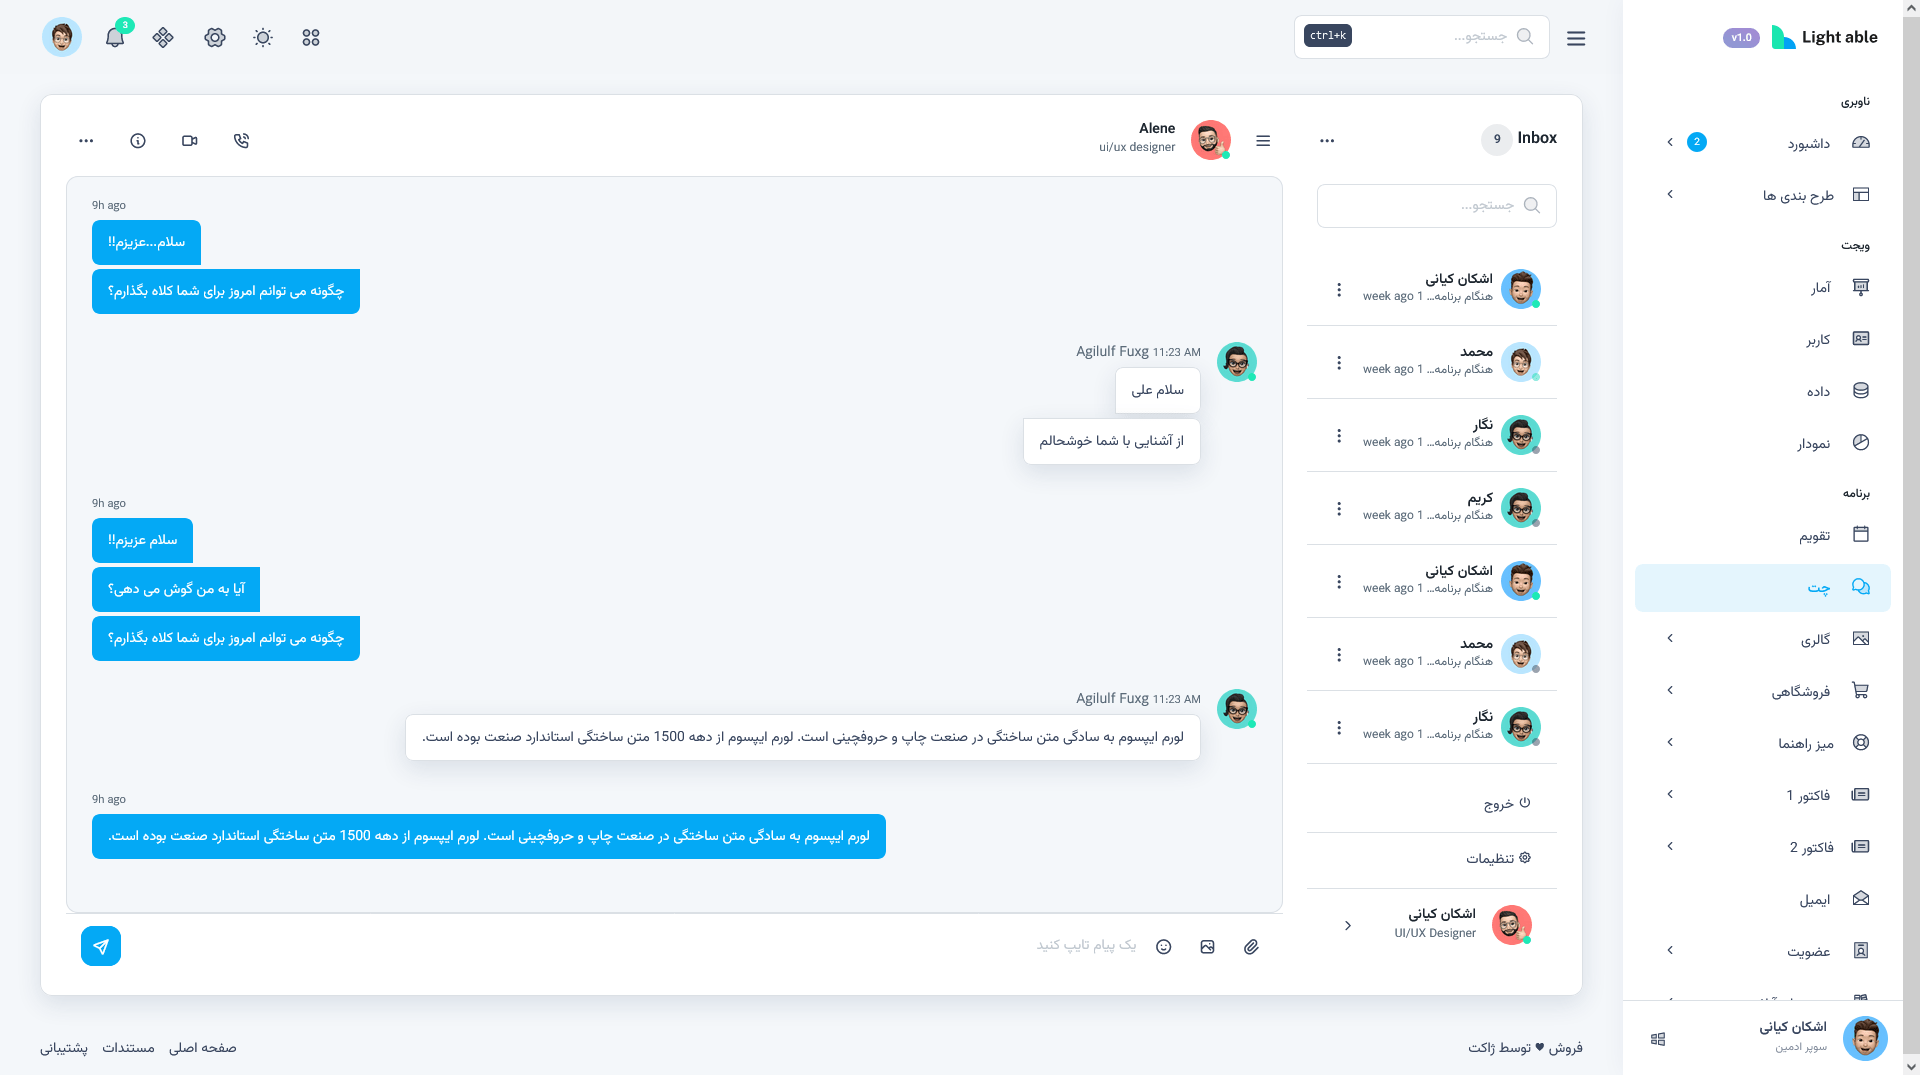 Light able
v1.0
ناوبری
داشبورد
2
طرح بندی ها
ویجت
آمار
کاربر
داده
نمودار
برنامه
تقویم
چت
گالری
فروشگاهی
میز راهنما
فاکتور 1
فاکتور 2
ایمیل
عضویت
اشکان کیانی
سوپر ادمین
جستجو...
ctrl+k
3
Inbox
9
جستجو...
اشکان کیانی
هنگام برنامه... 1 week ago
محمد
هنگام برنامه... 1 week ago
نگار
هنگام برنامه... 1 week ago
کریم
هنگام برنامه... 1 week ago
اشکان کیانی
هنگام برنامه... 1 week ago
محمد
هنگام برنامه... 1 week ago
نگار
هنگام برنامه... 1 week ago
خروج
تنظیمات
اشکان کیانی
UI/UX Designer
Alene
ui/ux designer
9h ago
سلام...عزیزم!!
چگونه می توانم امروز برای شما کلاه بگذارم؟
Agilulf Fuxg 11:23 AM
سلام علی
از آشنایی با شما خوشحالم
9h ago
سلام عزیزم!!
آیا به من گوش می دهی؟
چگونه می توانم امروز برای شما کلاه بگذارم؟
Agilulf Fuxg 11:23 AM
لورم ایپسوم به سادگی متن ساختگی در صنعت چاپ و حروفچینی است. لورم ایپسوم از دهه 1500 متن ساختگی استاندارد صنعت بوده است.
9h ago
لورم ایپسوم به سادگی متن ساختگی در صنعت چاپ و حروفچینی است. لورم ایپسوم از دهه 1500 متن ساختگی استاندارد صنعت بوده است.
یک پیام تایپ کنید
فروش ♥ توسط ژاکت
صفحه اصلی
مستندات
پشتیبانی